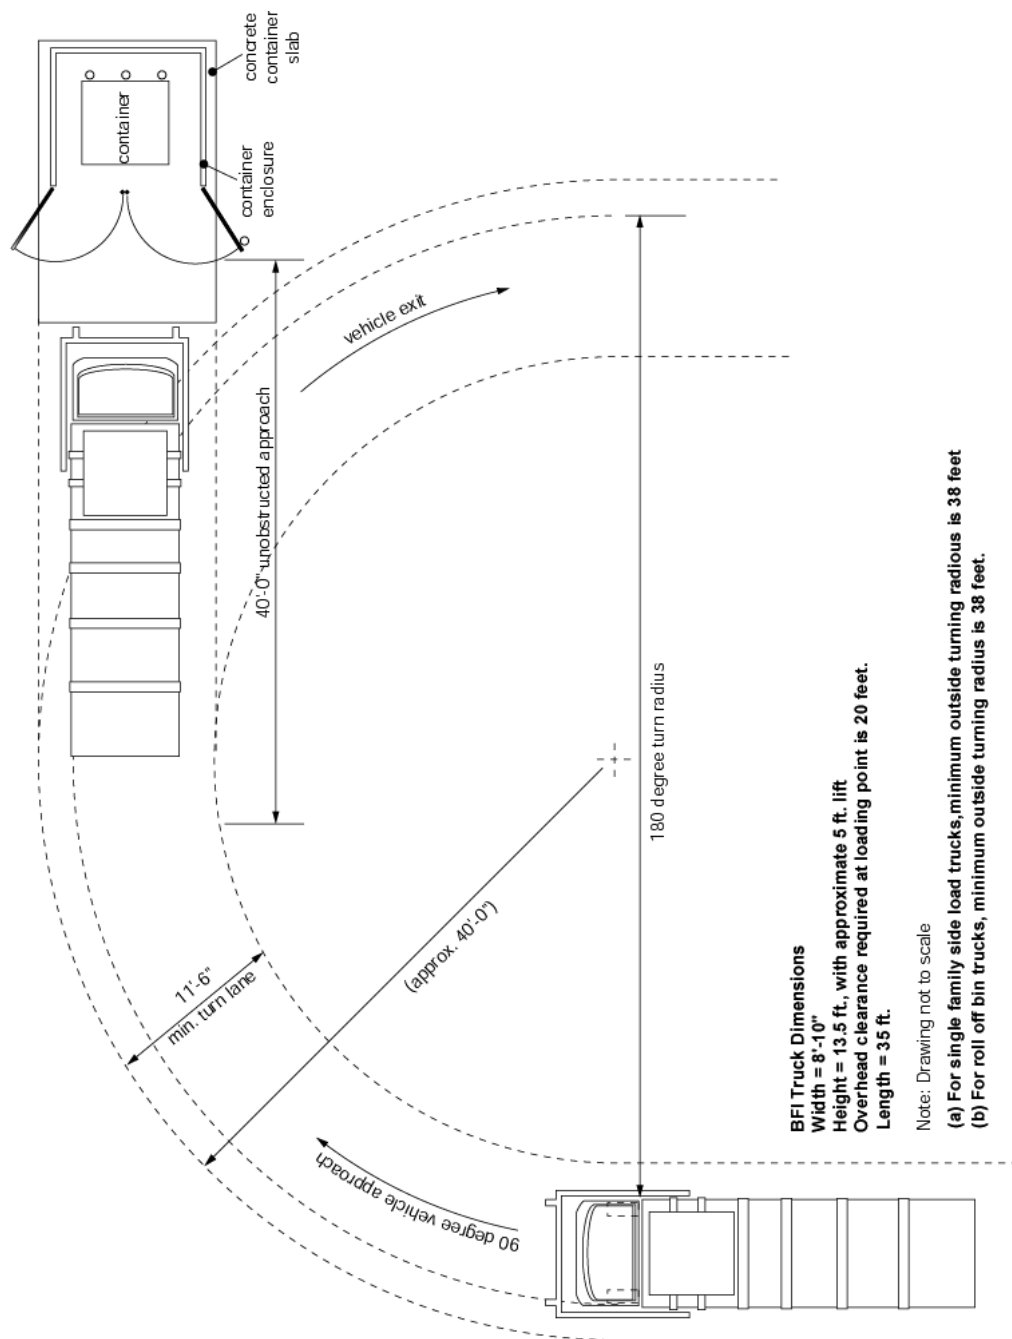 concrete
container
slab
container
container
enclosure
vehicle exit
40'-0" unobstructed approach
180 degree turn radius
(approx. 40'-0")
11'-6"
min. turn lane
90 degree vehicle approach
BFI Truck Dimensions
Width = 8'-10"
Height = 13.5 ft., with approximate 5 ft. lift
Overhead clearance required at loading point is 20 feet.
Length = 35 ft.
Note: Drawing not to scale
(a) For single family side load trucks,minimum outside turning radious is 38 feet
(b) For roll off bin trucks, minimum outside turning radius is 38 feet.